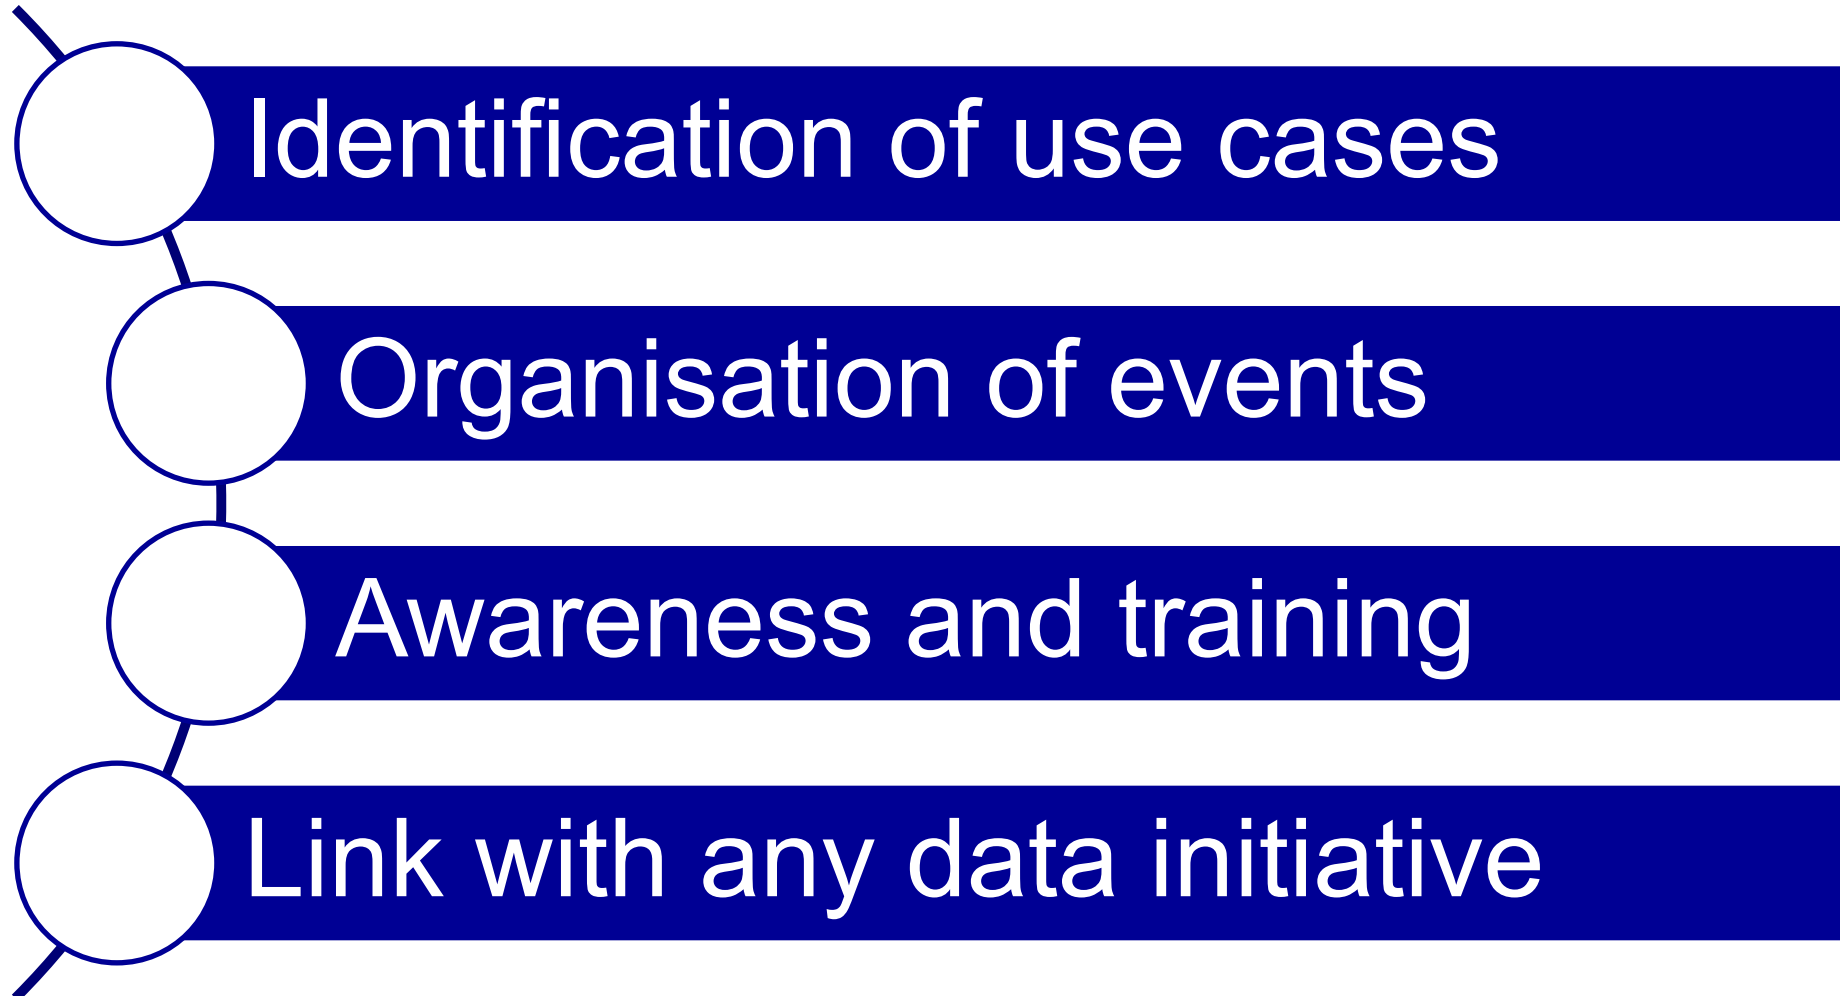 Identification of use cases
Organisation of events
Awareness and training
Link with any data initiative